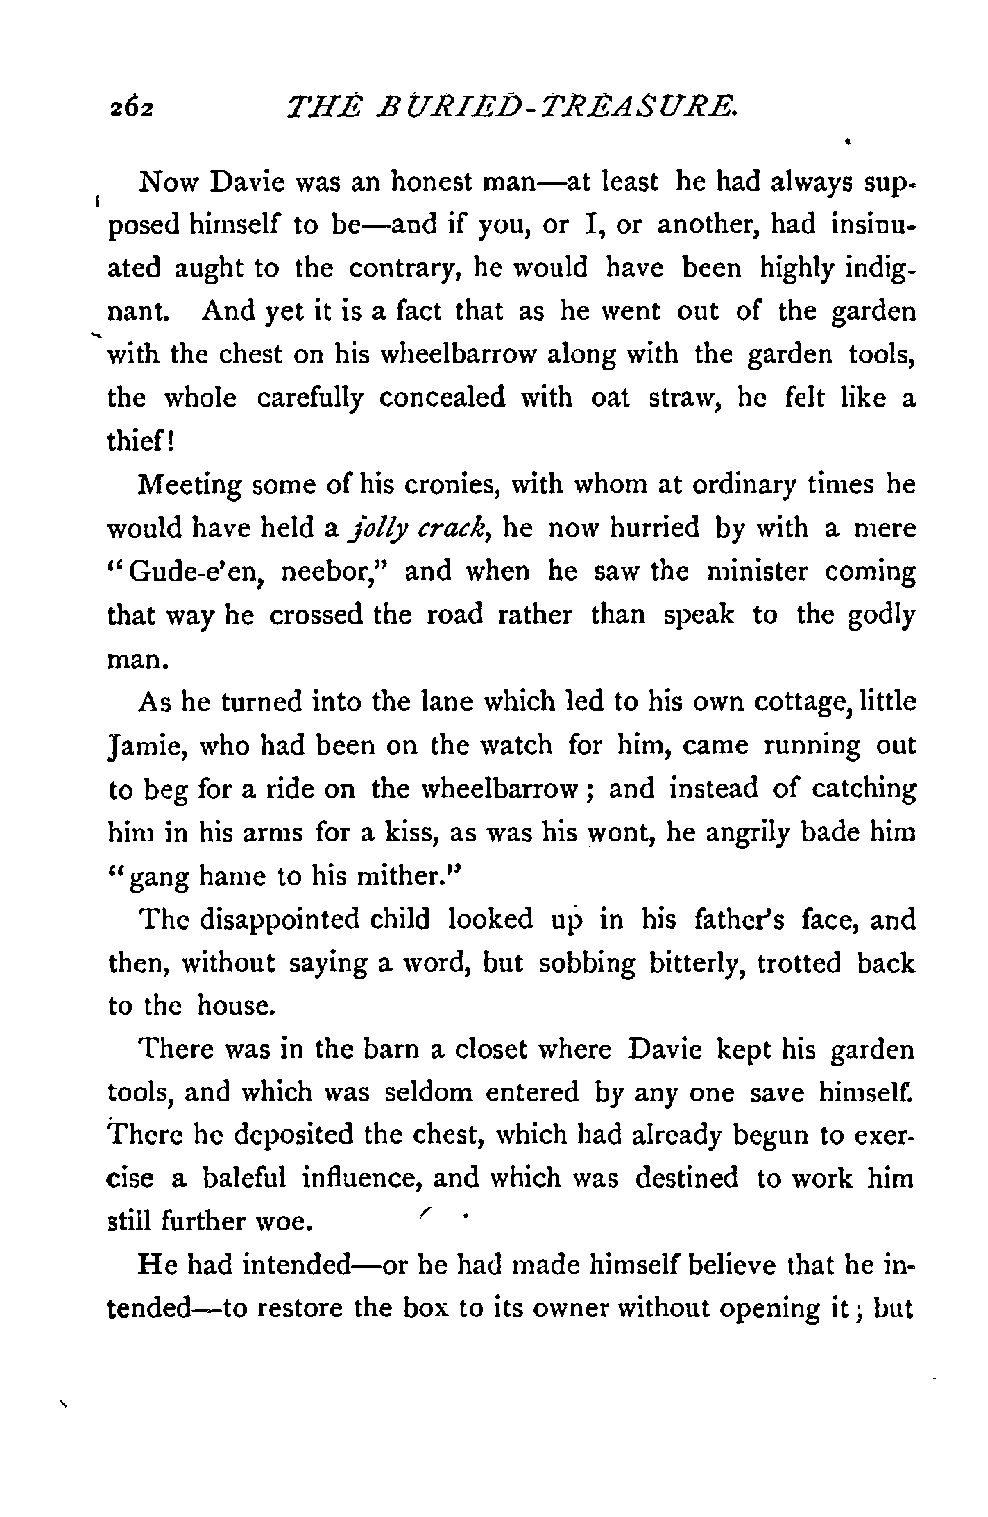 262 THE BURIED-TREASURE.
Now Davie was an honest man—at least he had always sup-
posed himself to be—and if you, or I, or another, had insinu-
ated aught to the contrary, he would have been highly indig-
nant. And yet it is a fact that as he went out of the garden
with the chest on his wheelbarrow along with the garden tools,
the whole carefully concealed with oat straw, he felt like a
thief!
Meeting some of his cronies, with whom at ordinary times he
would have held a jolly crack, he now hurried by with a mere
"Gude-e'en, neebor," and when he saw the minister coming
that way he crossed the road rather than speak to the godly
man.
As he turned into the lane which led to his own cottage, little
Jamie, who had been on the watch for him, came running out
to beg for a ride on the wheelbarrow; and instead of catching
him in his arms for a kiss, as was his wont, he angrily bade him
"gang hame to his mither."
The disappointed child looked up in his father's face, and
then, without saying a word, but sobbing bitterly, trotted back
to the house.
There was in the barn a closet where Davie kept his garden
tools, and which was seldom entered by any one save himself.
There he deposited the chest, which had already begun to exer-
cise a baleful influence, and which was destined to work him
still further woe.
He had intended—or he had made himself believe that he in-
tended—to restore the box to its owner without opening it; but